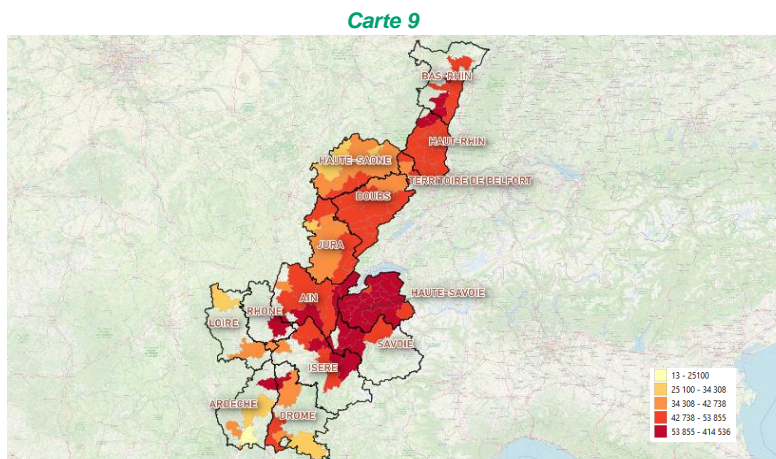 Carte 9
BAS-RHIN
HAUT-RHIN
HAUTE-SAONE
TERRITOIRE DE BELFORT
DOUBS
JURA
HAUTE-SAVOIE
AIN
RHONE
LOIRE
SAVOIE
ISERE
ARDECHE
DROME
13 - 25100
25 100 - 34 308
34 308 - 42 738
42 738 - 53 855
53 855 - 414 536